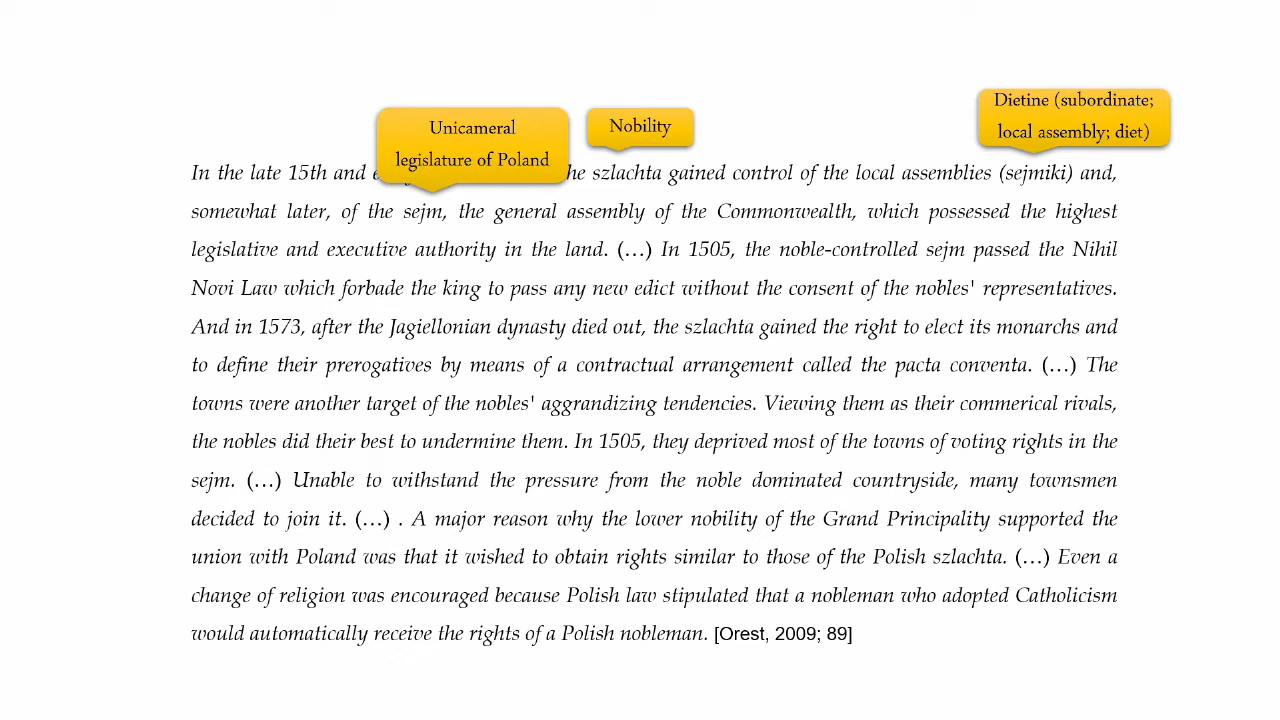 Dietine (subordinate;
local assembly; diet)
Unicameral
legislature of Poland
Nobility
In the late 15th and he szlachta gained control of the local assemblies (sejmiki) and,
somewhat later, of the sejm, the general assembly of the Commonwealth, which possessed the highest
legislative and executive authority in the land. (…) In 1505, the noble-controlled sejm passed the Nihil
Novi Law which forbade the king to pass any new edict without the consent of the nobles' representatives.
And in 1573, after the Jagiellonian dynasty died out, the szlachta gained the right to elect its monarchs and
to define their prerogatives by means of a contractual arrangement called the pacta conventa. (…) The
towns were another target of the nobles' aggrandizing tendencies. Viewing them as their commerical rivals,
the nobles did their best to undermine them. In 1505, they deprived most of the towns of voting rights in the
sejm. (…) Unable to withstand the pressure from the noble dominated countryside, many townsmen
decided to join it. (…) . A major reason why the lower nobility of the Grand Principality supported the
union with Poland was that it wished to obtain rights similar to those of the Polish szlachta. (…) Even a
change of religion was encouraged because Polish law stipulated that a nobleman who adopted Catholicism
would automatically receive the rights of a Polish nobleman. [Orest, 2009; 89]